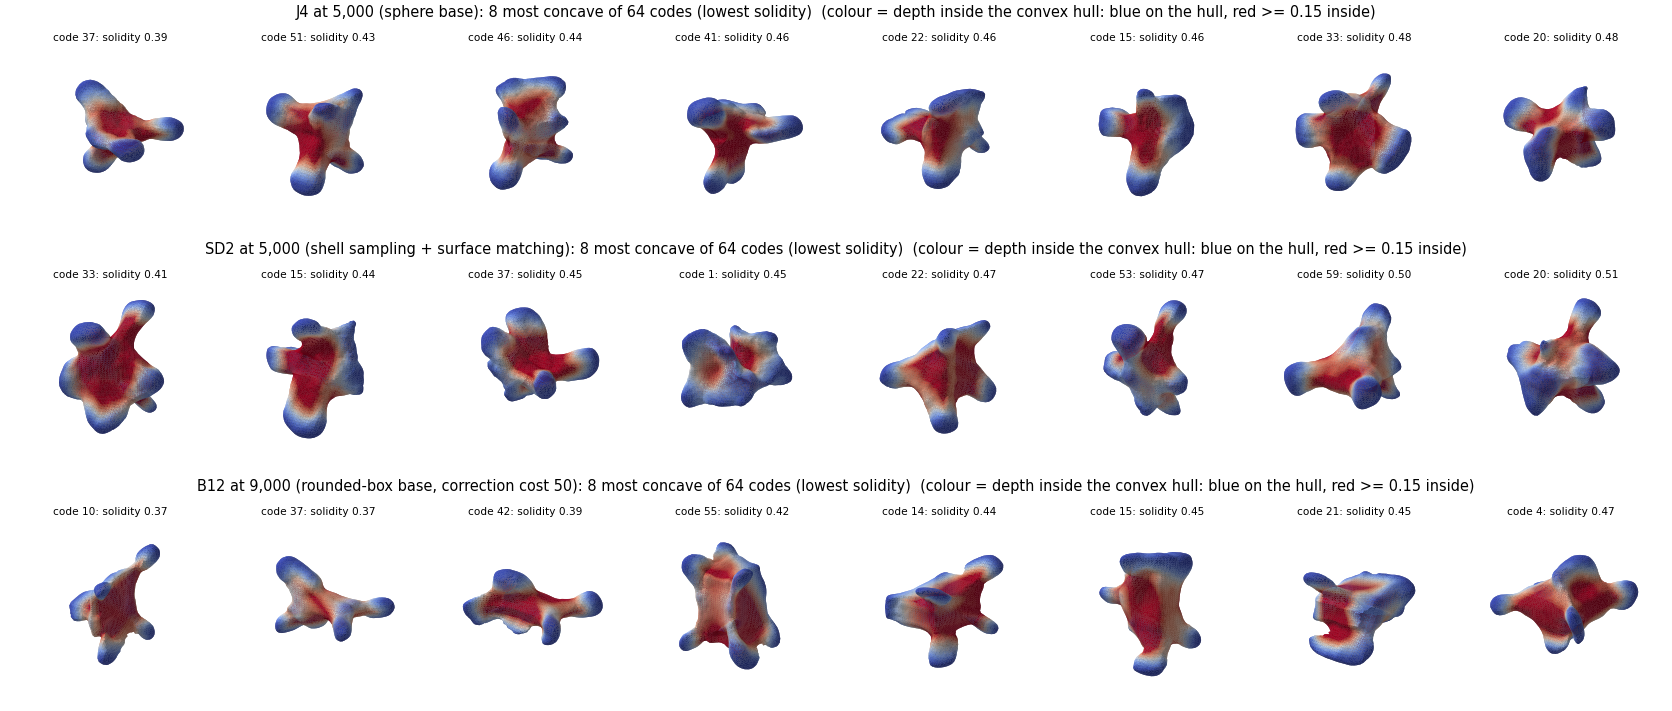 J4 at 5,000 (sphere base): 8 most concave of 64 codes (lowest solidity)  (colour = depth inside the convex hull: blue on the hull, red >= 0.15 inside)
code 37: solidity 0.39
code 51: solidity 0.43
code 46: solidity 0.44
code 41: solidity 0.46
code 22: solidity 0.46
code 15: solidity 0.46
code 33: solidity 0.48
code 20: solidity 0.48
SD2 at 5,000 (shell sampling + surface matching): 8 most concave of 64 codes (lowest solidity)  (colour = depth inside the convex hull: blue on the hull, red >= 0.15 inside)
code 33: solidity 0.41
code 15: solidity 0.44
code 37: solidity 0.45
code 1: solidity 0.45
code 22: solidity 0.47
code 53: solidity 0.47
code 59: solidity 0.50
code 20: solidity 0.51
B12 at 9,000 (rounded-box base, correction cost 50): 8 most concave of 64 codes (lowest solidity)  (colour = depth inside the convex hull: blue on the hull, red >= 0.15 inside)
code 10: solidity 0.37
code 37: solidity 0.37
code 42: solidity 0.39
code 55: solidity 0.42
code 14: solidity 0.44
code 15: solidity 0.45
code 21: solidity 0.45
code 4: solidity 0.47